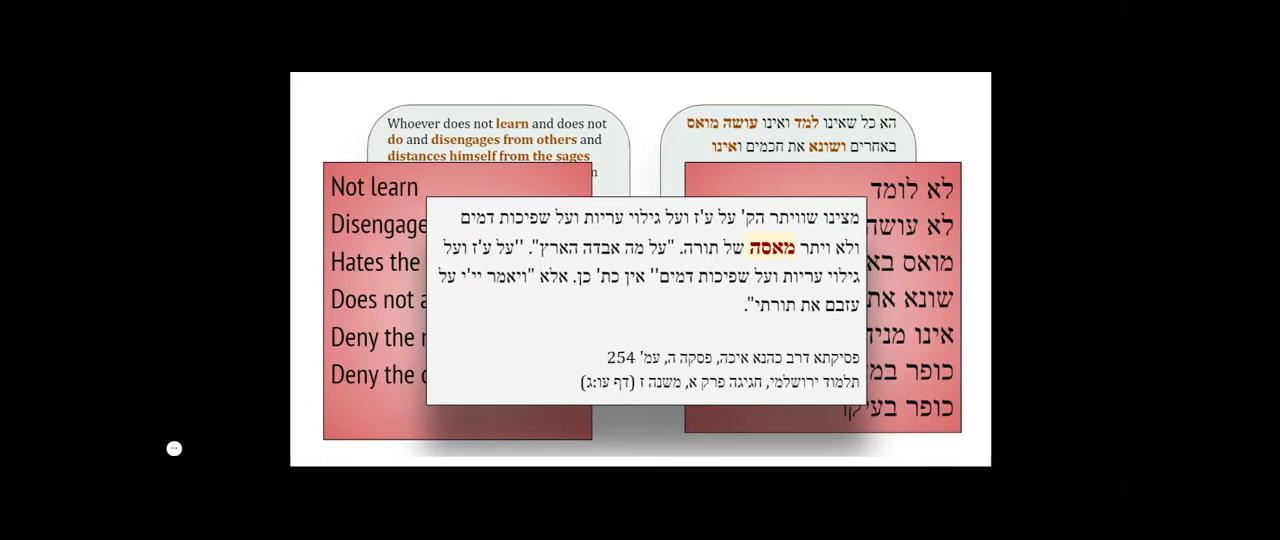 Whoever does not learn and does not
do and disengages from others and
distances himself from the sages
הא כל שאינו למד ואינו עושה מואס
באחרים ושונא את חכמים ואינו
Not learn
Disengage
Hates the
Does not a
Deny the
Deny the
לא לומד
לא עושה
מואס בא
שונא את
אינו מניח
כופר במ
כופר בעיקר
מצינו שוויתר הק' על ע'ז ועל גילוי עריות ועל שפיכות דמים
ולא ויתר מאסה של תורה. "על מה אבדה הארץ". ''על ע'ז ועל
גילוי עריות ועל שפיכות דמים'' אין כת' כן. אלא "ויאמר יי'י על
עזבם את תורתי".
פסיקתא דרב כהנא איכה, פסקה ה, עמ' 254
תלמוד ירושלמי, חגיגה פרק א, משנה ז (דף עו:ג)